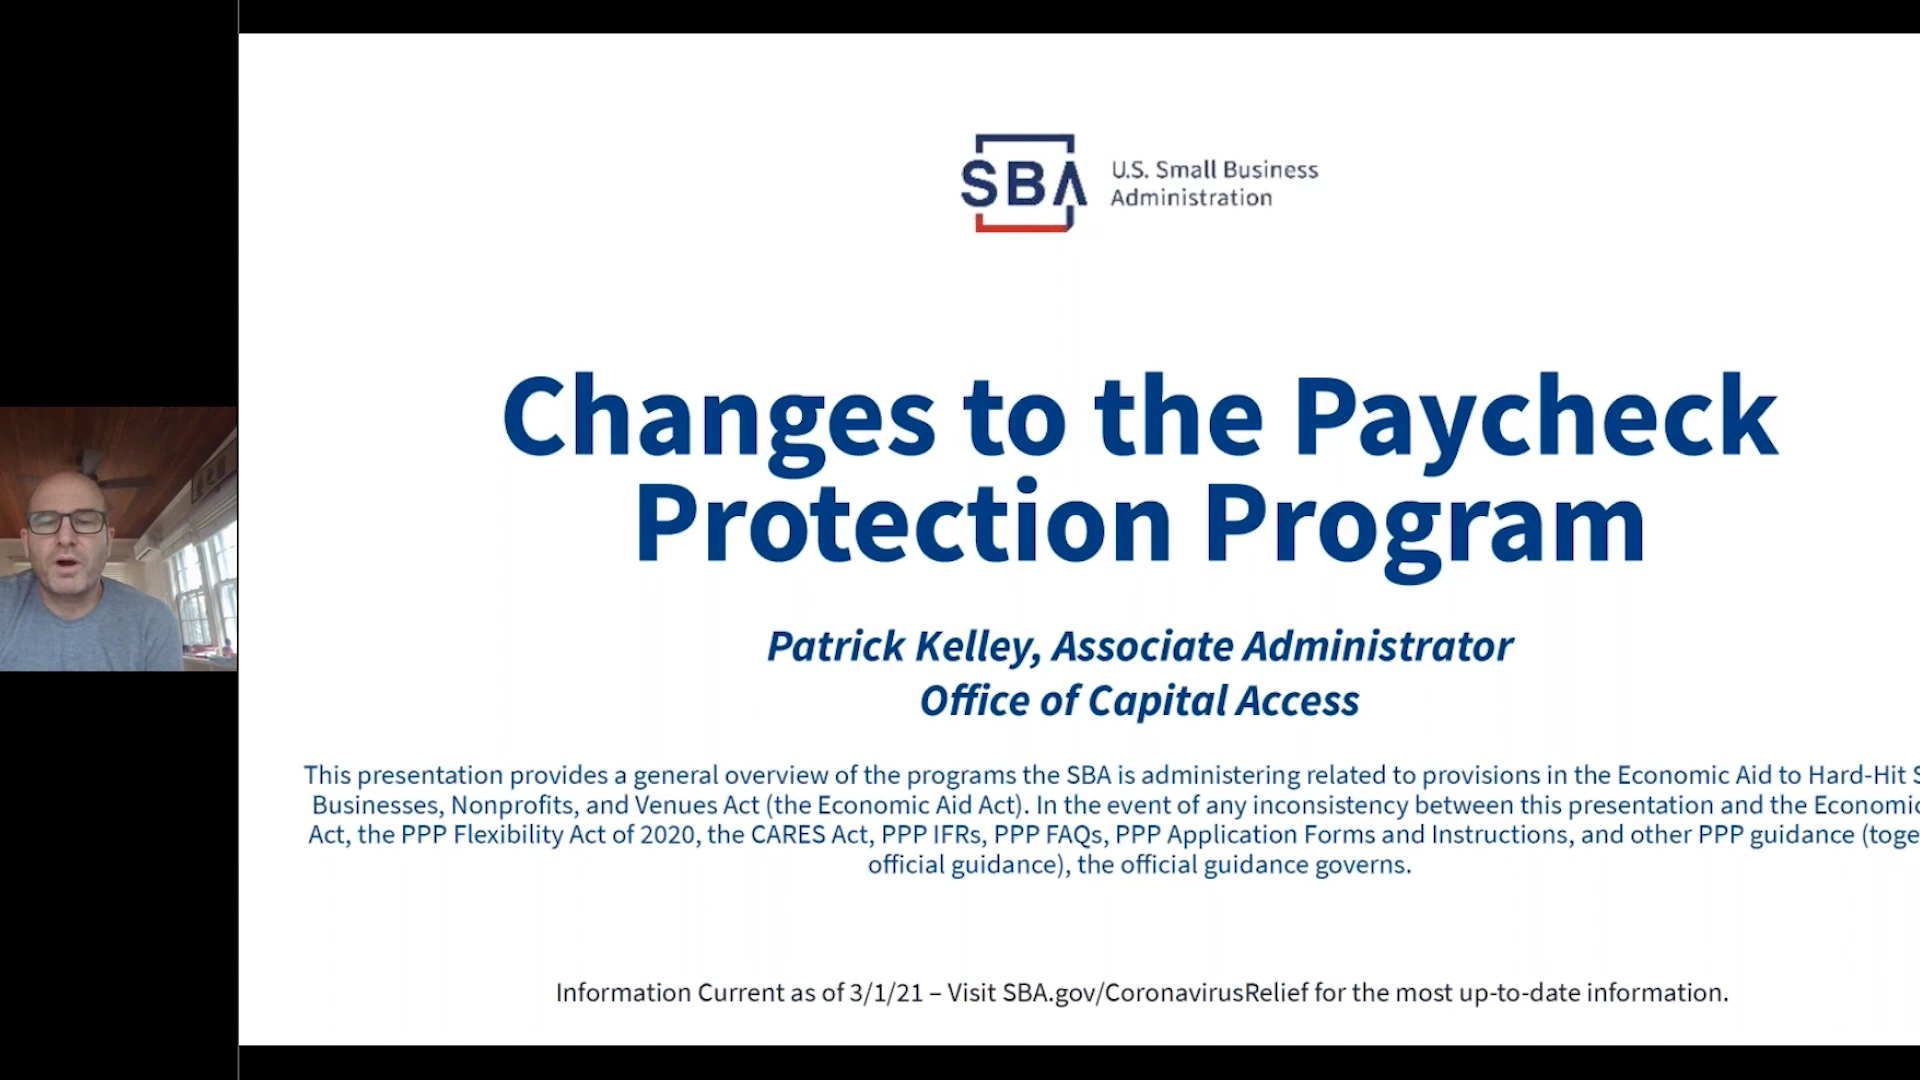 SBA
U.S. Small Business
Administration
Changes to the Paycheck
Protection Program
Patrick Kelley, Associate Administrator
Office of Capital Access
This presentation provides a general overview of the programs the SBA is administering related to provisions in the Economic Aid to Hard-Hit
Businesses, Nonprofits, and Venues Act (the Economic Aid Act). In the event of any inconsistency between this presentation and the Economic
Act, the PPP Flexibility Act of 2020, the CARES Act, PPP IFRs, PPP FAQs, PPP Application Forms and Instructions, and other PPP guidance
official guidance), the official guidance governs.
Information Current as of 3/1/21 – Visit SBA.gov/CoronavirusRelief for the most up-to-date information.